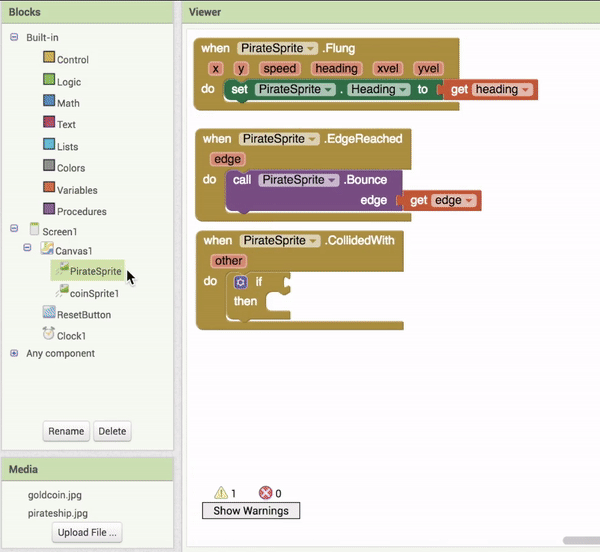 Blocks
Built-in
Control
Logic
Math
Text
Lists
Colors
Variables
Procedures
Screen1
Canvas1
PirateSprite
coinSprite1
ResetButton
Clock1
Any component
Rename Delete
Media
goldcoin.jpg
pirateship.jpg
Upload File ...
Viewer
when PirateSprite .Flung
x y speed heading xvel yvel
do set PirateSprite . Heading to get heading
when PirateSprite .EdgeReached
edge
do call PirateSprite .Bounce
edge get edge
when PirateSprite .CollidedWith
other
do if
then
1 0
Show Warnings